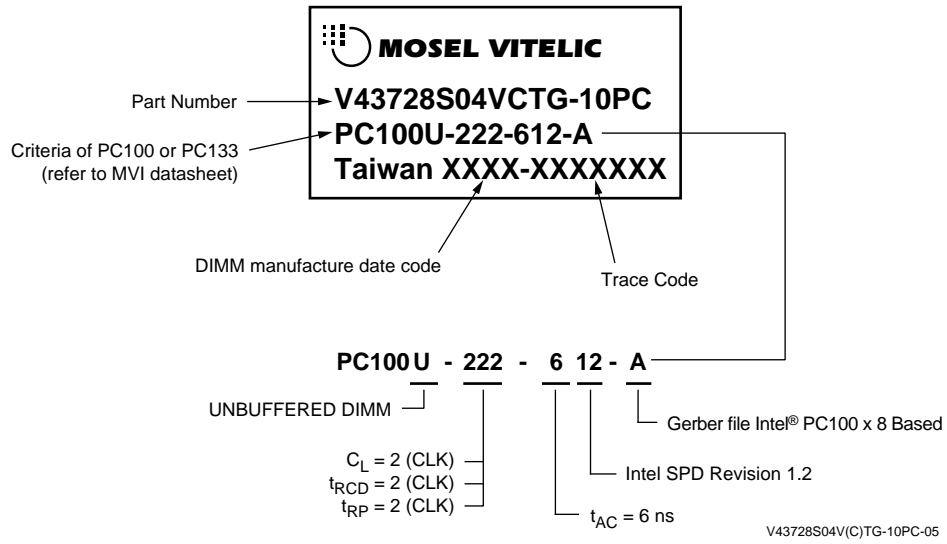 MOSEL VITELIC
Part Number
V43728S04VCTG-10PC
Criteria of PC100 or PC133
(refer to MVI datasheet)
PC100U-222-612-A
Taiwan XXXX-XXXXXXX
DIMM manufacture date code
Trace Code
PC100 U - 222 - 6 12 - A
UNBUFFERED DIMM
Gerber file Intel® PC100 x 8 Based
CL = 2 (CLK)
tRCD = 2 (CLK)
tRP = 2 (CLK)
Intel SPD Revision 1.2
tAC = 6 ns
V43728S04V(C)TG-10PC-05